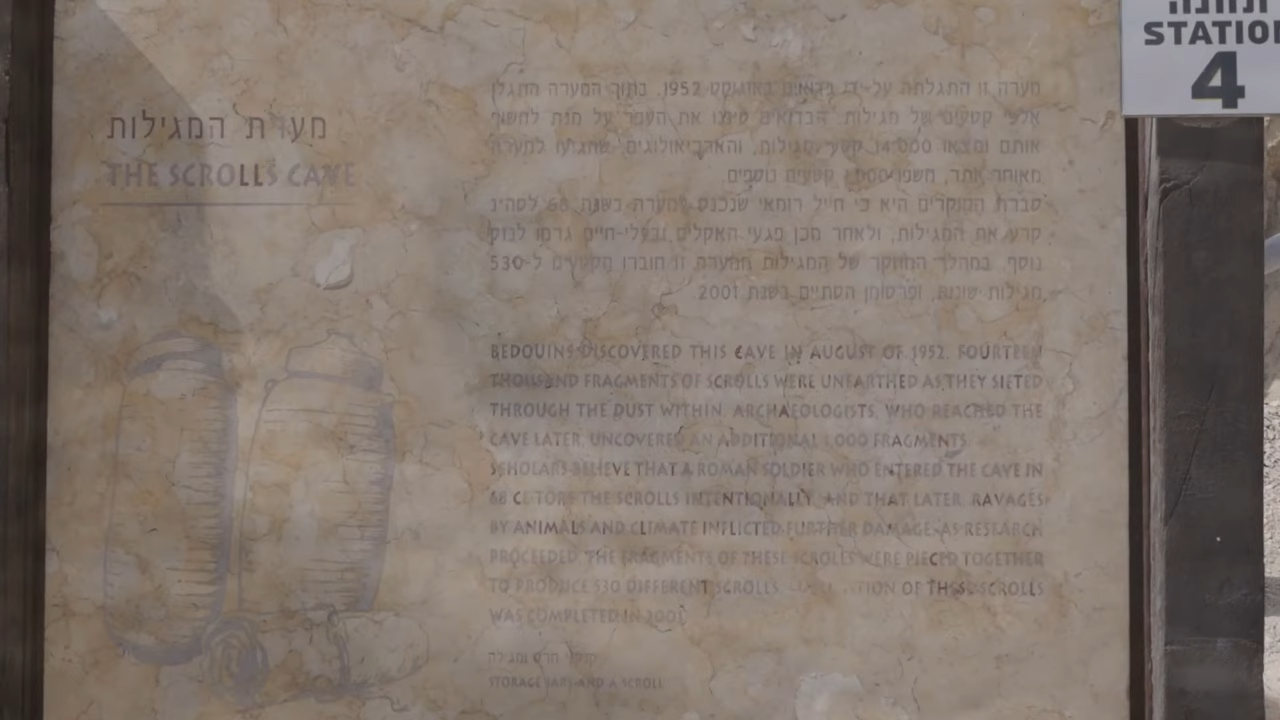 תחנה
STATION
4
מערת המגילות
THE SCROLLS CAVE
מערה זו התגלתה על-ידי בדואים באוגוסט 1952. בתוך המערה התגלו
אלפי קטעים של מגילות. הבדואים סיננו את העפר על מנת לחשוף
אותם ומצאו 14.000 קטעי מגילות, והארכיאולוגים, שהגיעו למערה
מאוחר יותר, חשפו 1.000 קטעים נוספים.
סברת החוקרים היא כי חייל רומאי שנכנס למערה בשנת 68 לסה״נ
קרע את המגילות, ולאחר מכן פגעי האקלים ובעלי-חיים גרמו לנזק
נוסף. במהלך המחקר של המגילות ממערה זו חוברו הקטעים ל-530
מגילות שונות, ופרסומן הסתיים בשנת 2001.
BEDOUINS DISCOVERED THIS CAVE IN AUGUST OF 1952. FOURTEEN
THOUSAND FRAGMENTS OF SCROLLS WERE UNEARTHED AS THEY SIFTED
THROUGH THE DUST WITHIN. ARCHAEOLOGISTS, WHO REACHED THE
CAVE LATER, UNCOVERED AN ADDITIONAL 1,000 FRAGMENTS.
SCHOLARS BELIEVE THAT A ROMAN SOLDIER WHO ENTERED THE CAVE IN
68 CE TORE THE SCROLLS INTENTIONALLY, AND THAT LATER, RAVAGES
BY ANIMALS AND CLIMATE INFLICTED FURTHER DAMAGE. AS RESEARCH
PROCEEDED, THE FRAGMENTS OF THESE SCROLLS WERE PIECED TOGETHER
TO PRODUCE 530 DIFFERENT SCROLLS. OF THESE SCROLLS
WAS COMPLETED IN 2001.
קנקני חרס ומגילה
STORAGE JARS AND A SCROLL